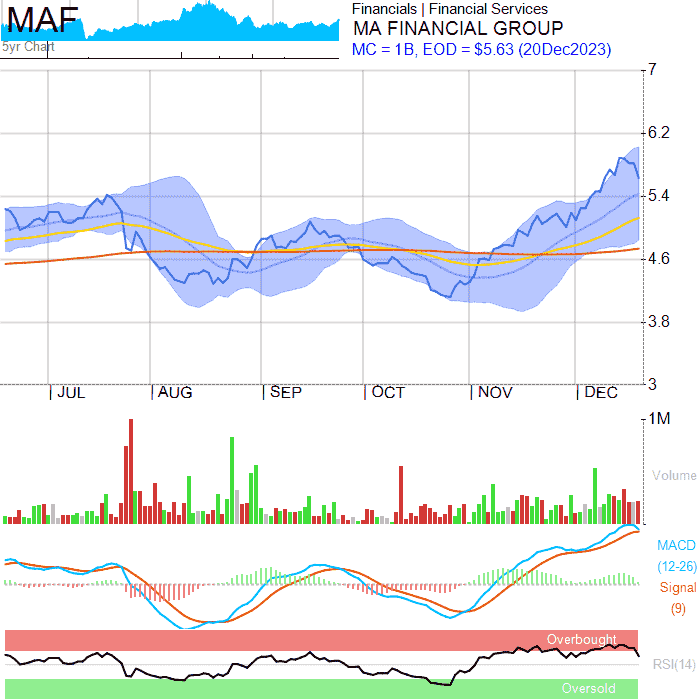 MAF
5yr Chart
Financials | Financial Services
MA FINANCIAL GROUP
MC = 1B, EOD = $5.63 (20Dec2023)
7
6.2
5.4
4.6
3.8
3
JUL AUG SEP OCT NOV DEC
1M
Volume
MACD
(12-26)
Signal
(9)
Overbought
RSI(14)
Oversold